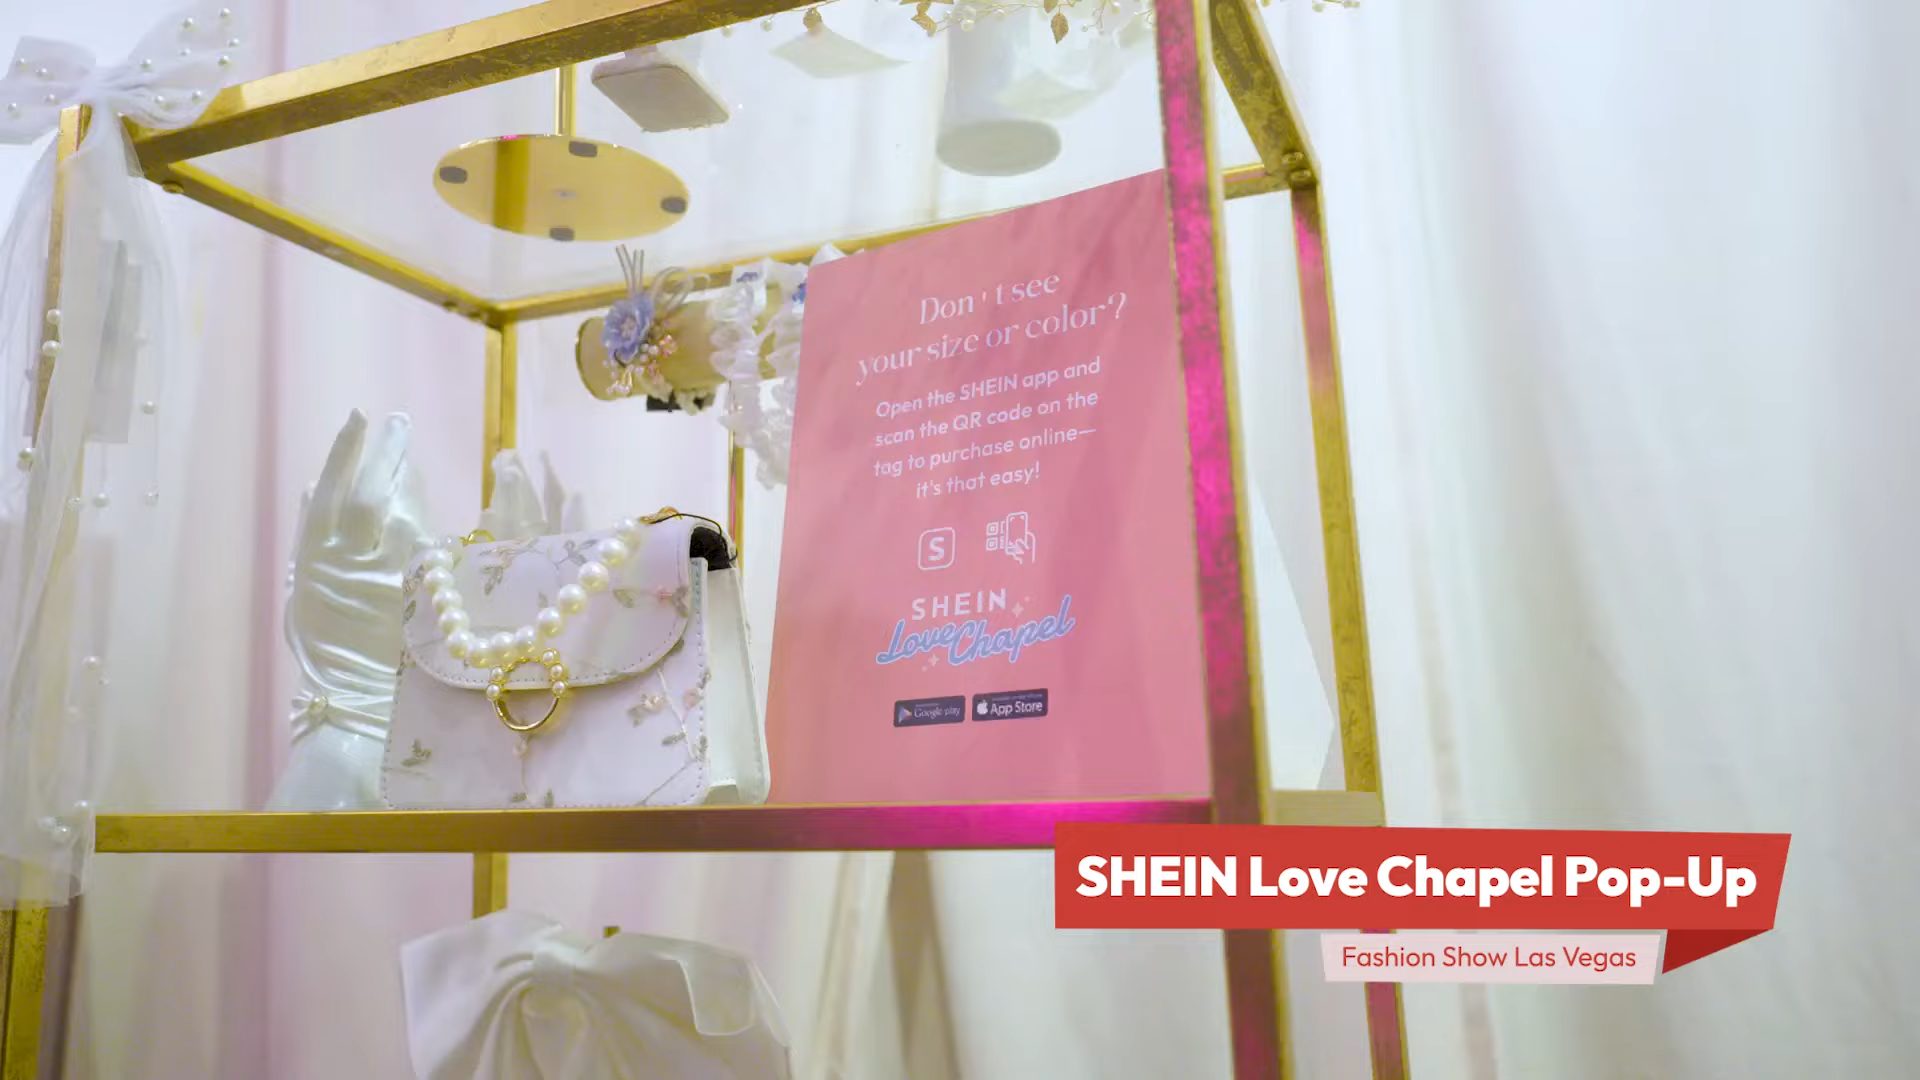 Don't see
your size or color?
Open the SHEIN app and
scan the QR code on the
tag to purchase online—
it's that easy!
S
SHEIN
Love Chapel
Google play
App Store
SHEIN Love Chapel Pop-Up
Fashion Show Las Vegas